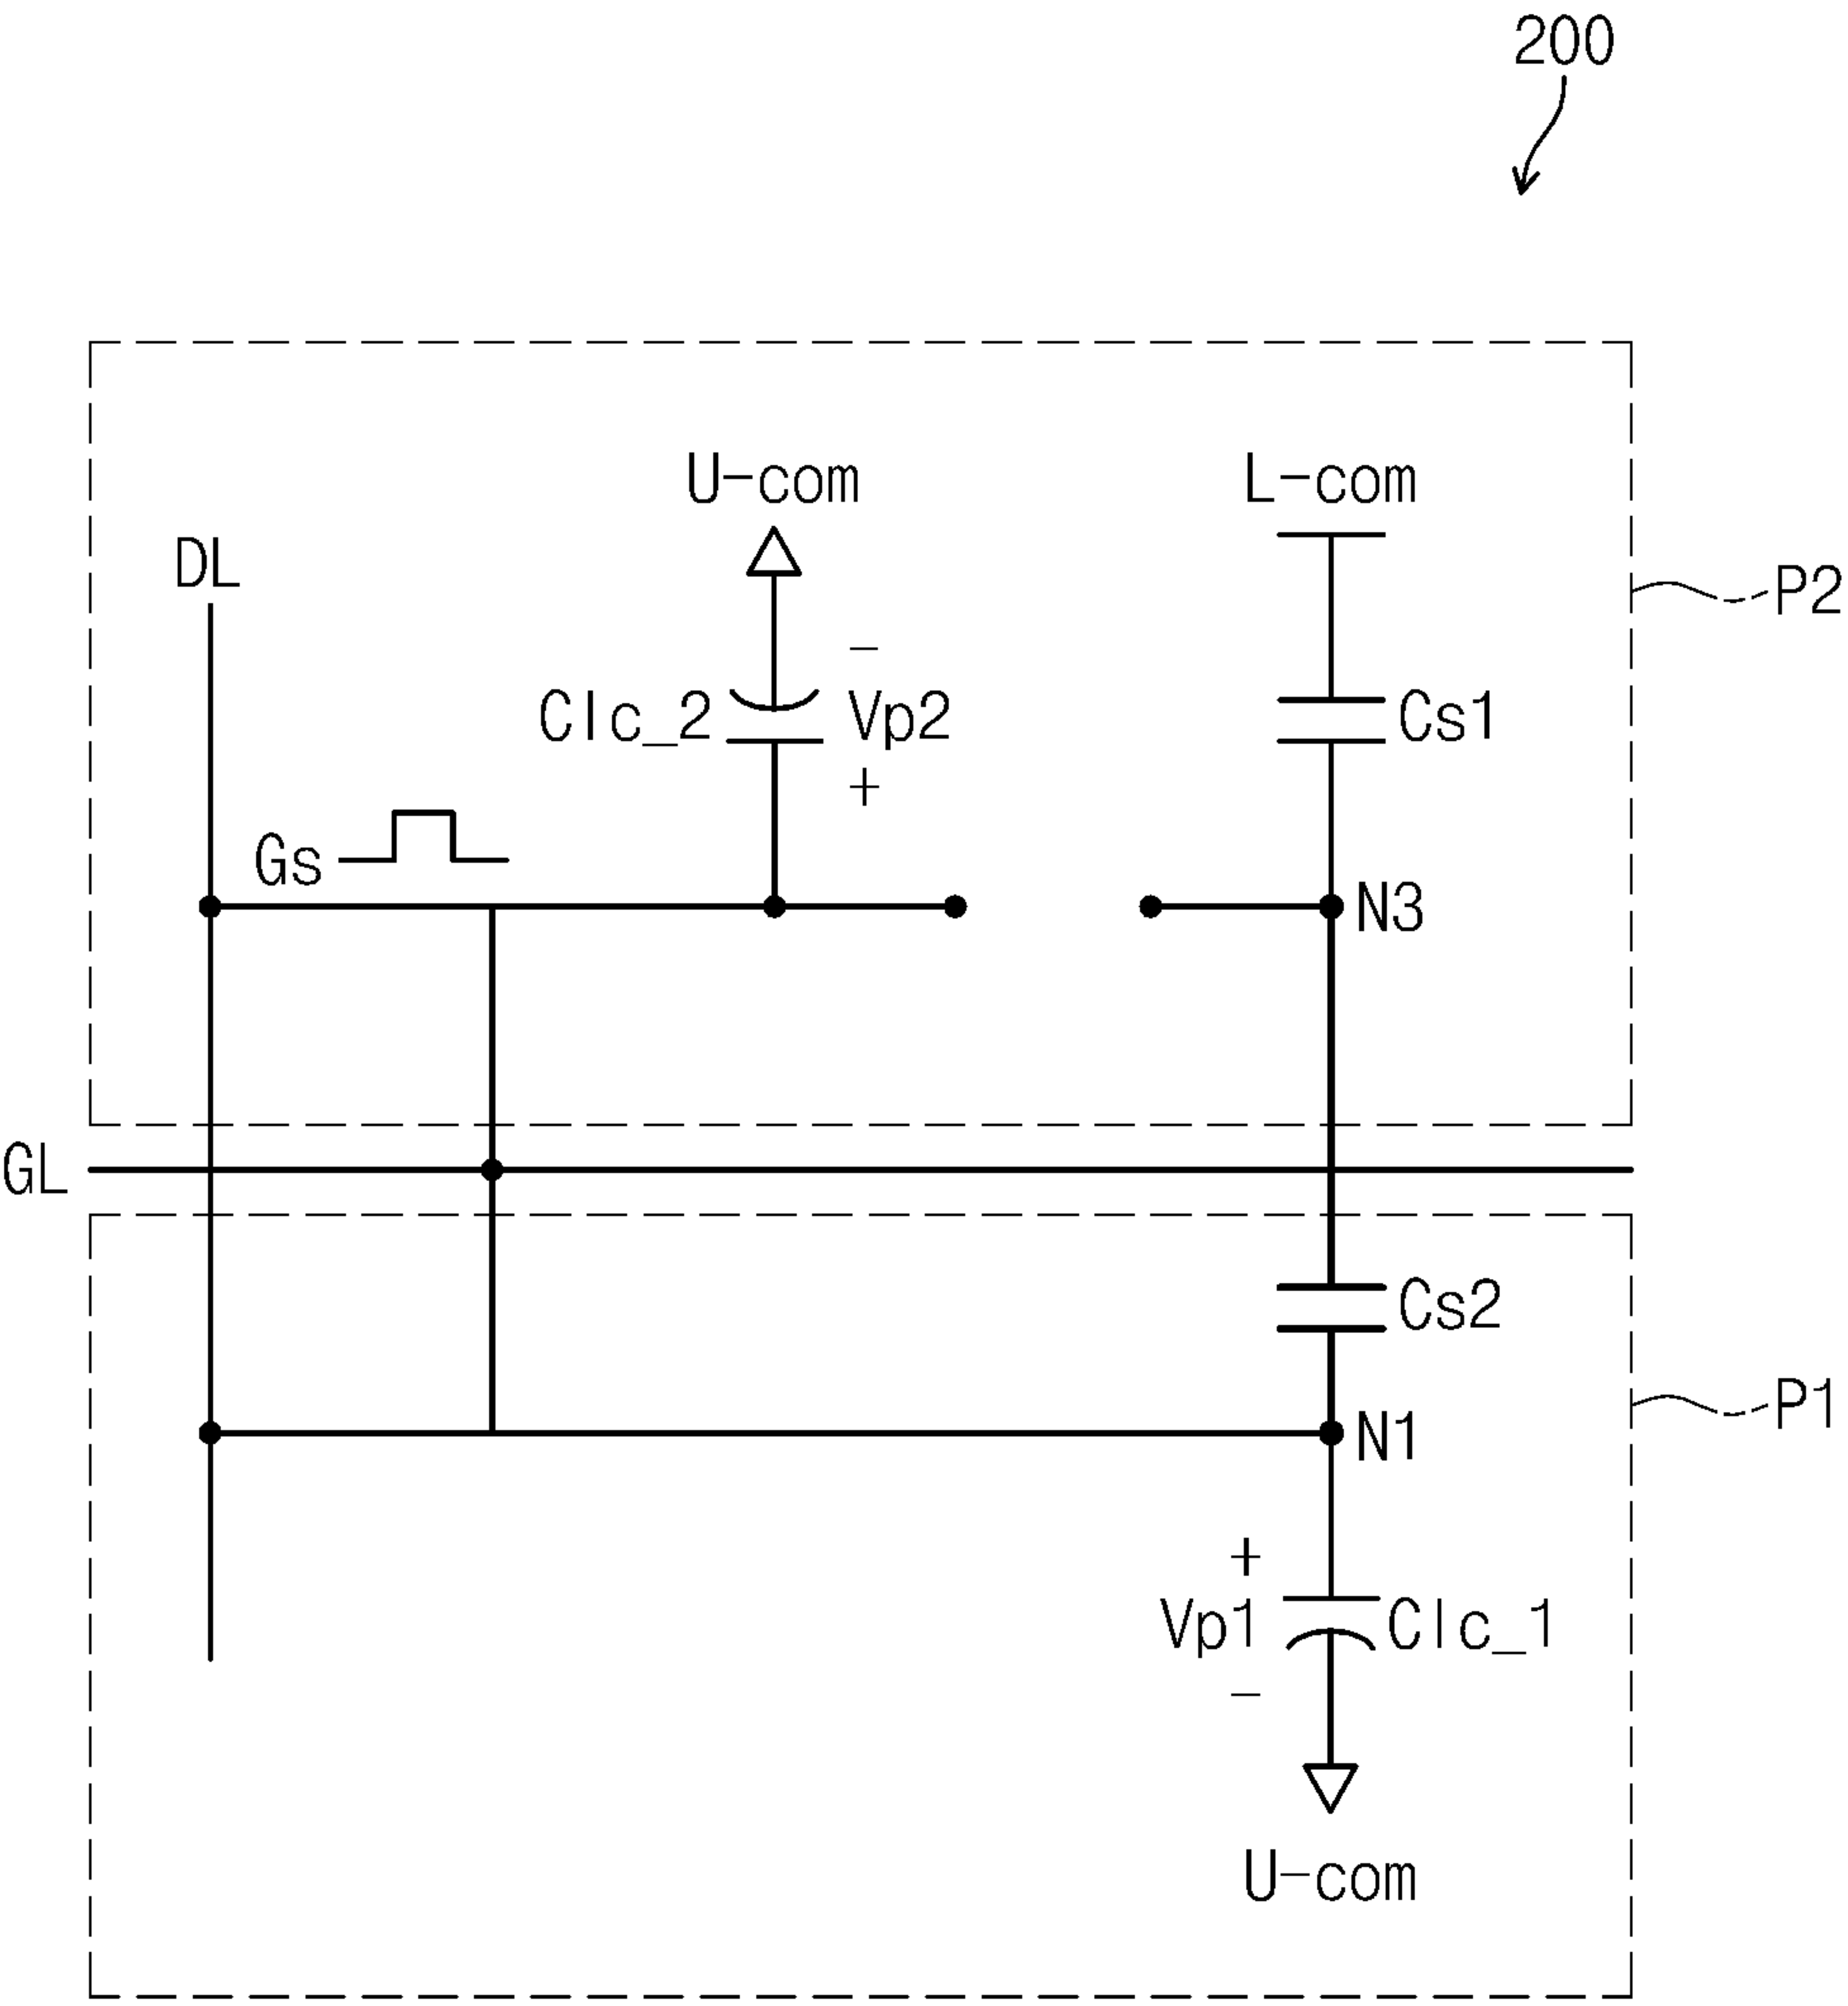 200
U-com
L-com
DL
P2
-
Clc_2
Vp2
Cs1
+
Gs
N3
GL
Cs2
P1
N1
+
Vp1
Clc_1
-
U-com